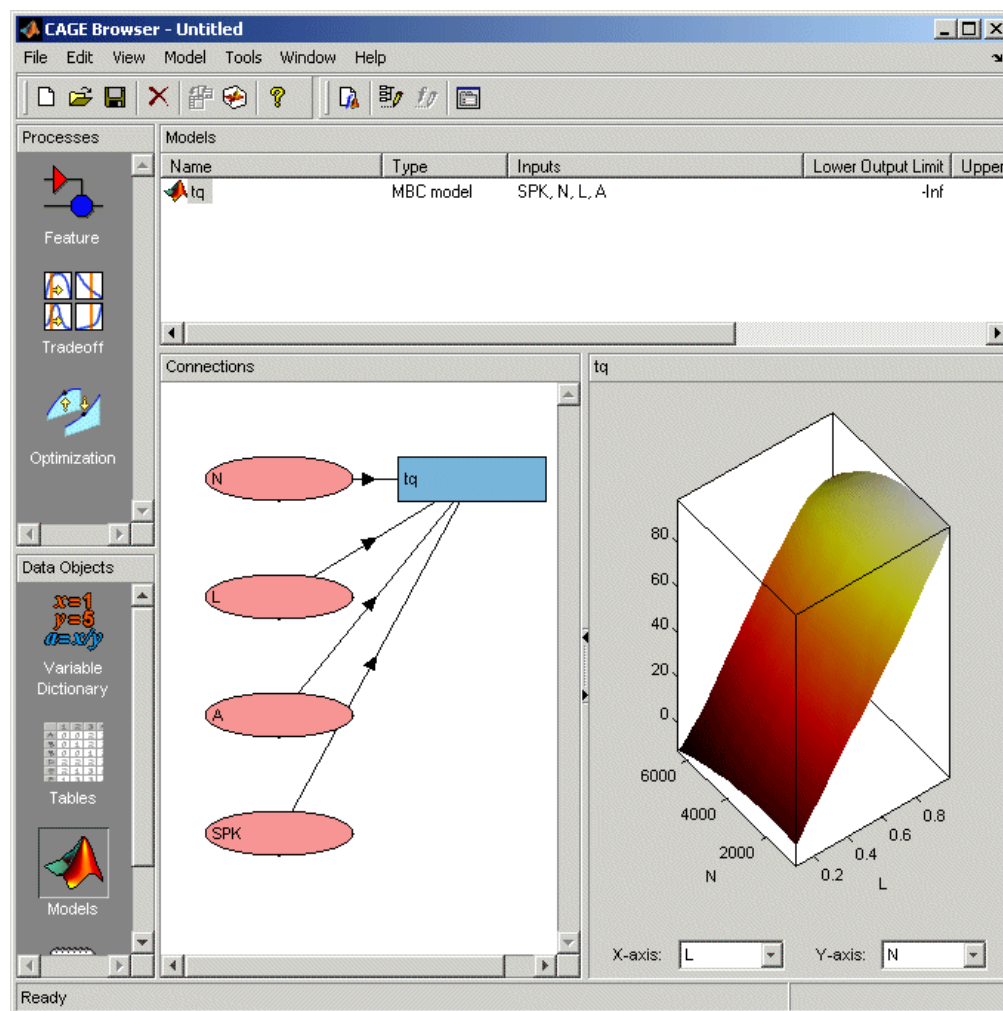 CAGE Browser - Untitled
File Edit View Model Tools Window Help
Processes
Feature
Tradeoff
Optimization
Data Objects
x=1
y=5
a=x/y
Variable
Dictionary
Tables
Models
Models
Name Type Inputs Lower Output Limit Upper
tq MBC model SPK, N, L, A -Inf
Connections
N
tq
L
A
SPK
tq
80
60
40
20
0
6000
4000
2000
N
0.2
0.4
0.6
0.8
L
X-axis: L Y-axis: N
Ready